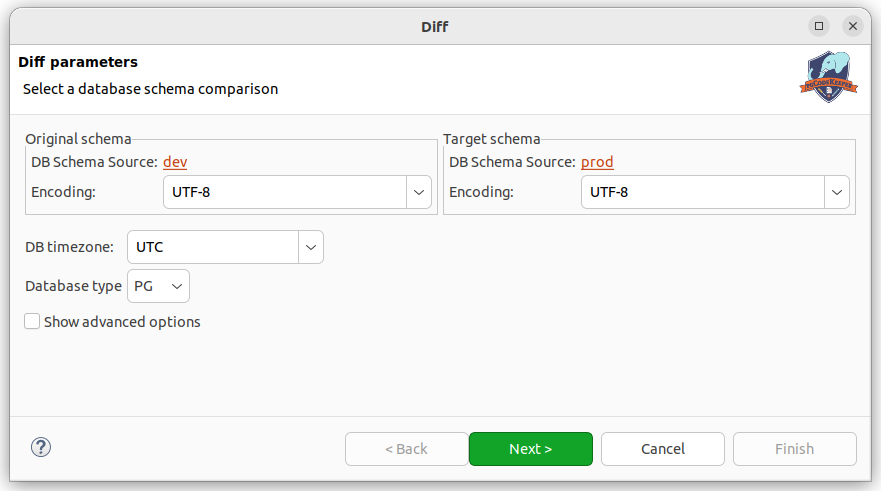 Diff
Diff parameters
Select a database schema comparison
PGCODEKEEPER
Original schema
DB Schema Source: dev
Encoding: UTF-8
Target schema
DB Schema Source: prod
Encoding: UTF-8
DB timezone: UTC
Database type PG
Show advanced options
? < Back Next > Cancel Finish